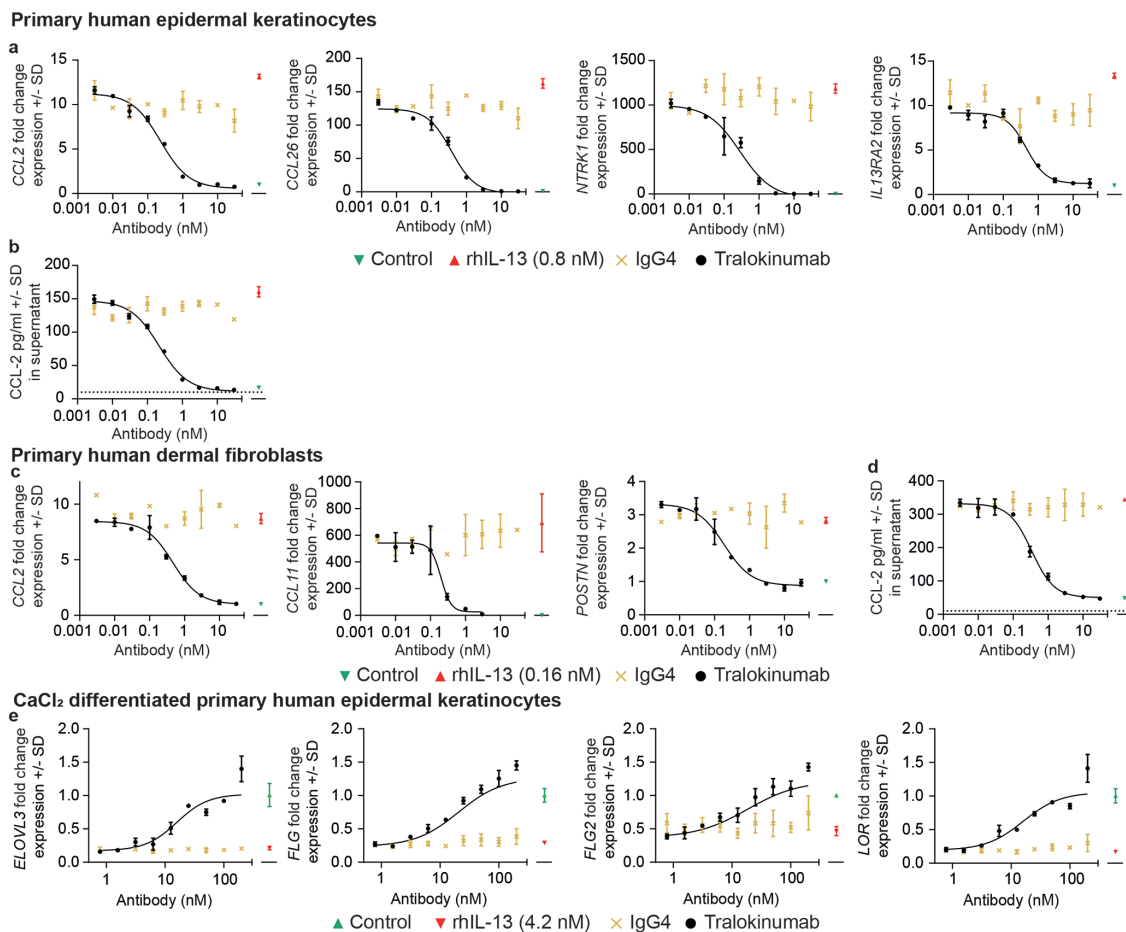 Primary human epidermal keratinocytes
a
CCL2 fold change
expression +/- SD
15
10
5
0
0.001 0.01 0.1 1 10
Antibody (nM)
CCL26 fold change
expression +/- SD
200
150
100
50
0
0.001 0.01 0.1 1 10
Antibody (nM)
NTRK1 fold change
expression +/- SD
1500
1000
500
0
0.001 0.01 0.1 1 10
Antibody (nM)
IL13RA2 fold change
expression +/- SD
15
10
5
0
0.001 0.01 0.1 1 10
Antibody (nM)
Control rhIL-13 (0.8 nM) IgG4 Tralokinumab
b
CCL-2 pg/ml +/- SD
in supernatant
200
150
100
50
0
0.001 0.01 0.1 1 10
Antibody (nM)
Primary human dermal fibroblasts
c
CCL2 fold change
expression +/- SD
10
5
0
0.001 0.01 0.1 1 10
Antibody (nM)
CCL11 fold change
expression +/- SD
1000
800
600
400
200
0
0.001 0.01 0.1 1 10
Antibody (nM)
POSTN fold change
expression +/- SD
4
3
2
1
0
0.001 0.01 0.1 1 10
Antibody (nM)
d
CCL-2 pg/ml +/- SD
in supernatant
400
300
200
100
0
0.001 0.01 0.1 1 10
Antibody (nM)
Control rhIL-13 (0.16 nM) IgG4 Tralokinumab
CaCl₂ differentiated primary human epidermal keratinocytes
e
ELOVL3 fold change
expression +/- SD
2.0
1.5
1.0
0.5
0.0
1 10 100
Antibody (nM)
FLG fold change
expression +/- SD
2.0
1.5
1.0
0.5
0.0
1 10 100
Antibody (nM)
FLG2 fold change
expression +/- SD
2.0
1.5
1.0
0.5
0.0
1 10 100
Antibody (nM)
LOR fold change
expression +/- SD
2.0
1.5
1.0
0.5
0.0
1 10 100
Antibody (nM)
Control rhIL-13 (4.2 nM) IgG4 Tralokinumab